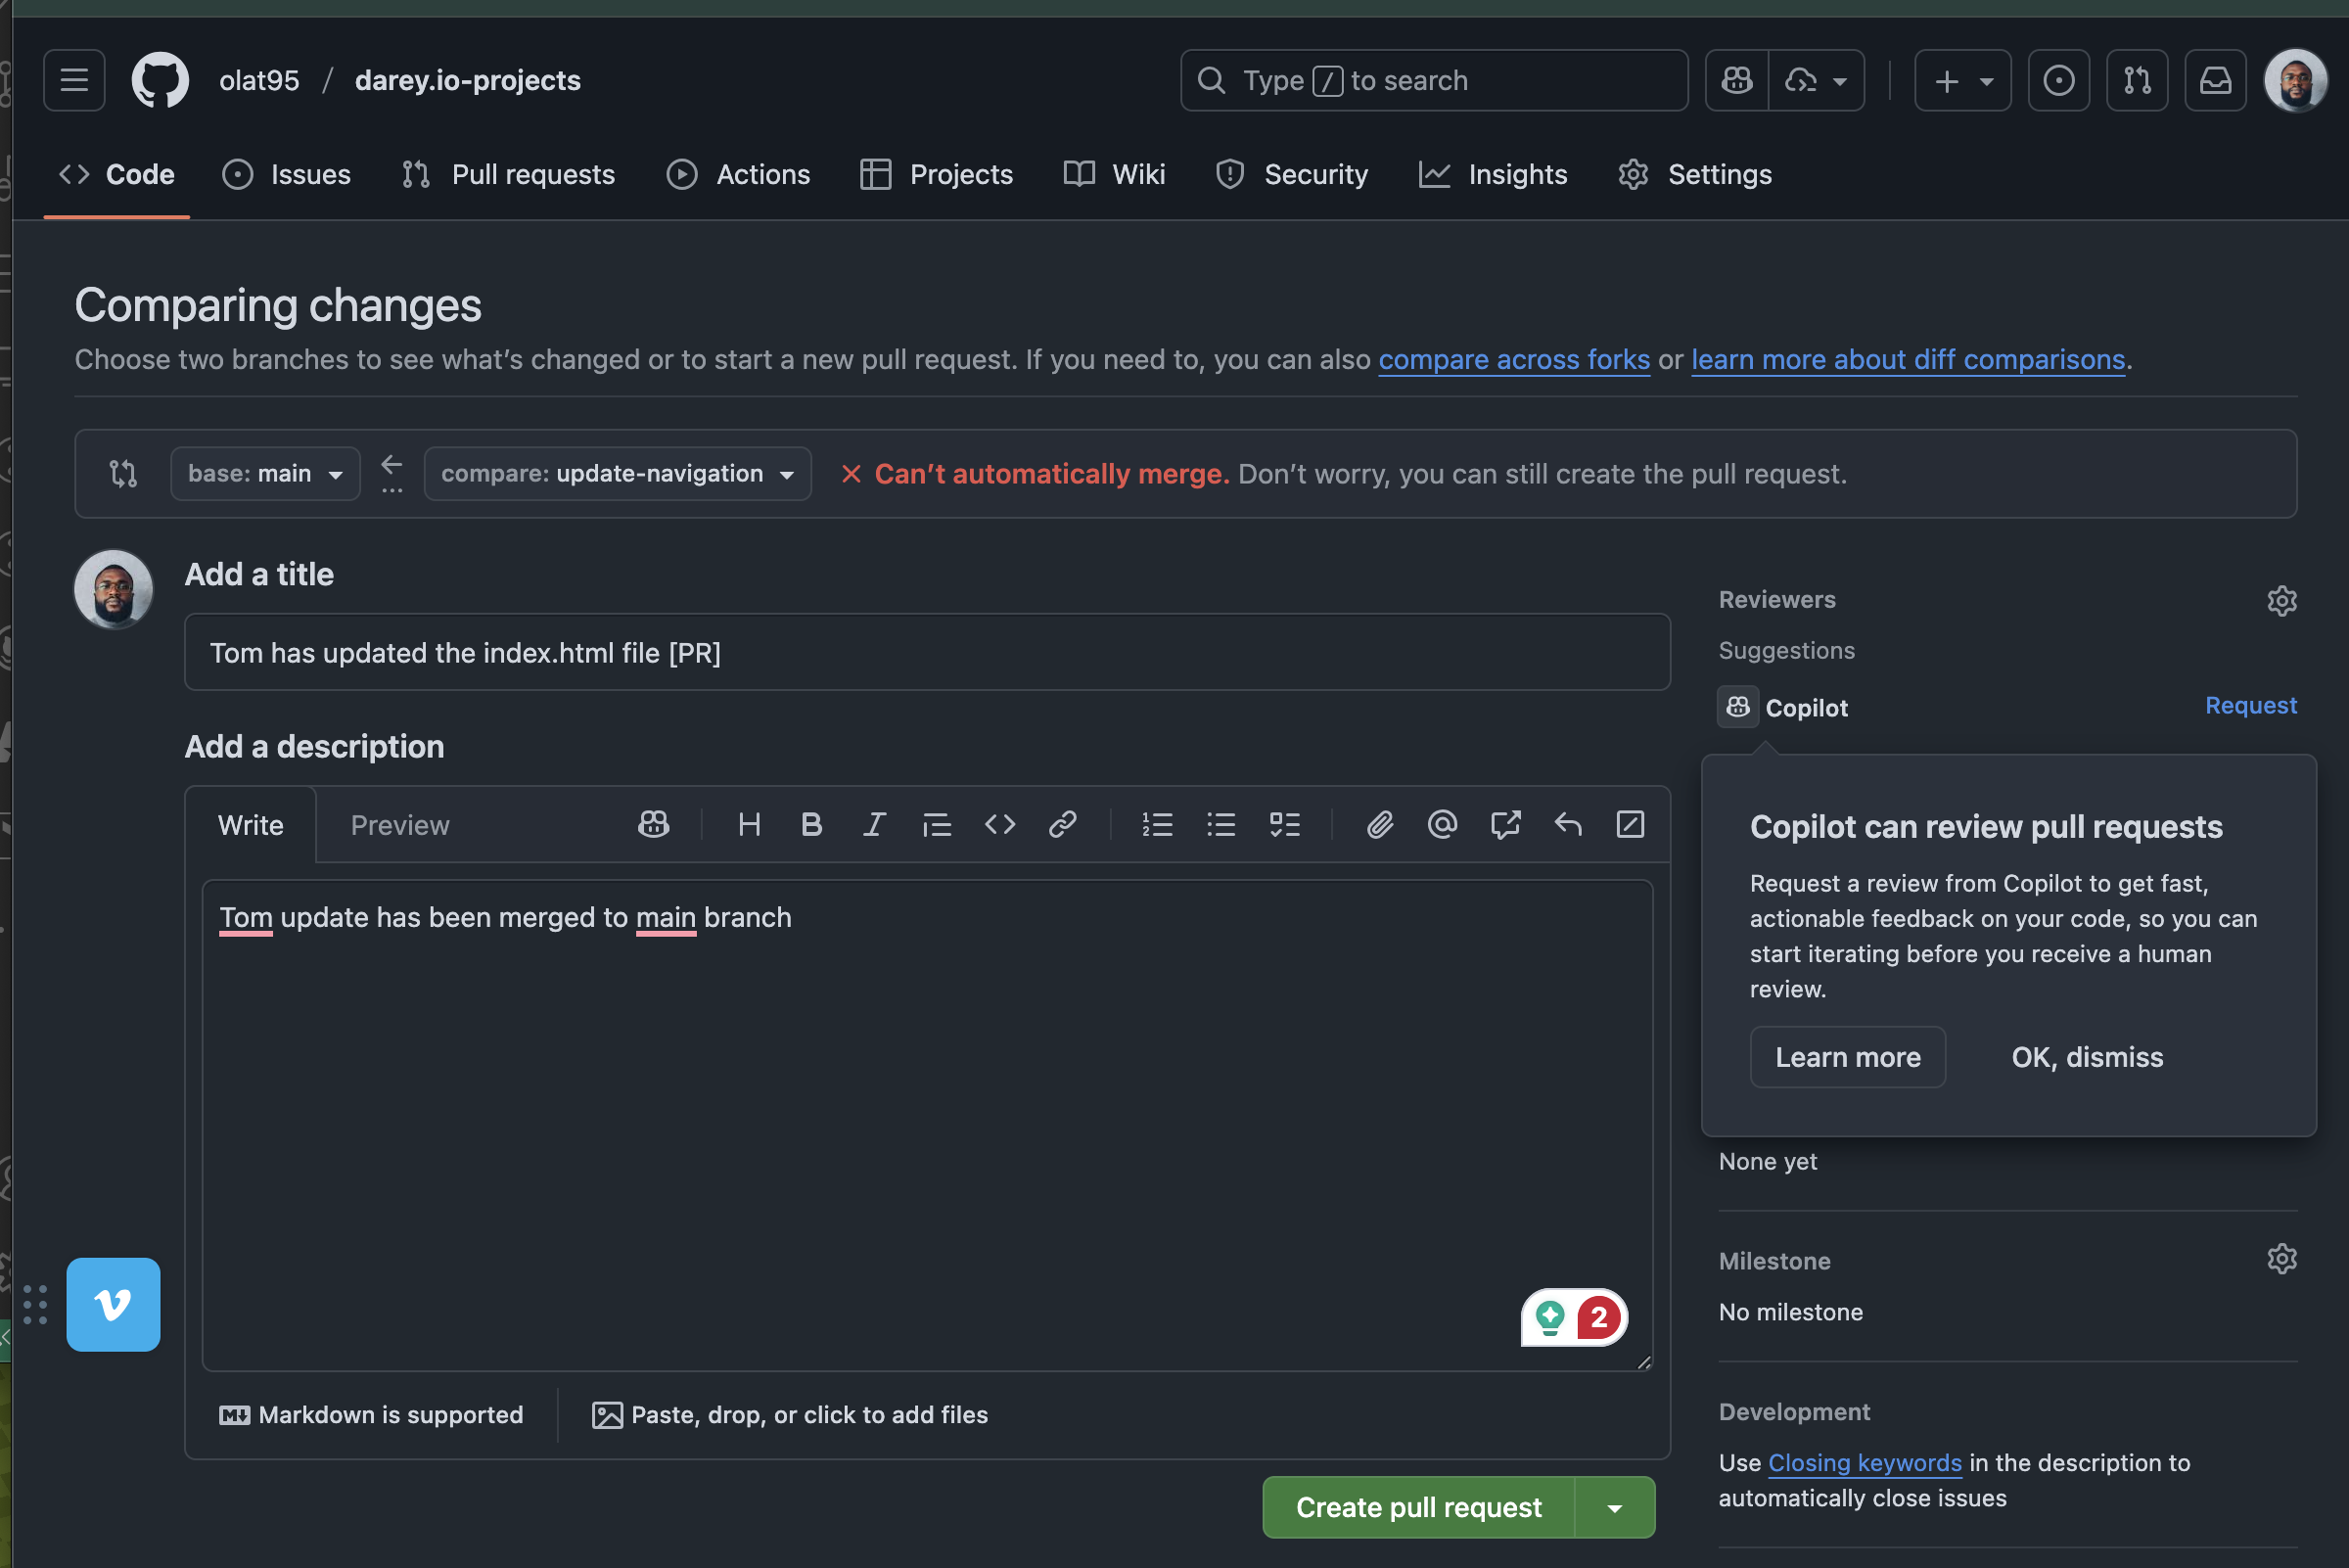 olat95 / darey.io-projects
Type / to search
Code
Issues
Pull requests
Actions
Projects
Wiki
Security
Insights
Settings
Comparing changes
Choose two branches to see what’s changed or to start a new pull request. If you need to, you can also compare across forks or learn more about diff comparisons.
base: main
compare: update-navigation
Can’t automatically merge. Don’t worry, you can still create the pull request.
Add a title
Tom has updated the index.html file [PR]
Add a description
Write
Preview
Tom update has been merged to main branch
2
Markdown is supported
Paste, drop, or click to add files
Create pull request
Reviewers
Suggestions
Copilot
Request
Copilot can review pull requests
Request a review from Copilot to get fast,
actionable feedback on your code, so you can
start iterating before you receive a human
review.
Learn more
OK, dismiss
None yet
Milestone
No milestone
Development
Use Closing keywords in the description to
automatically close issues